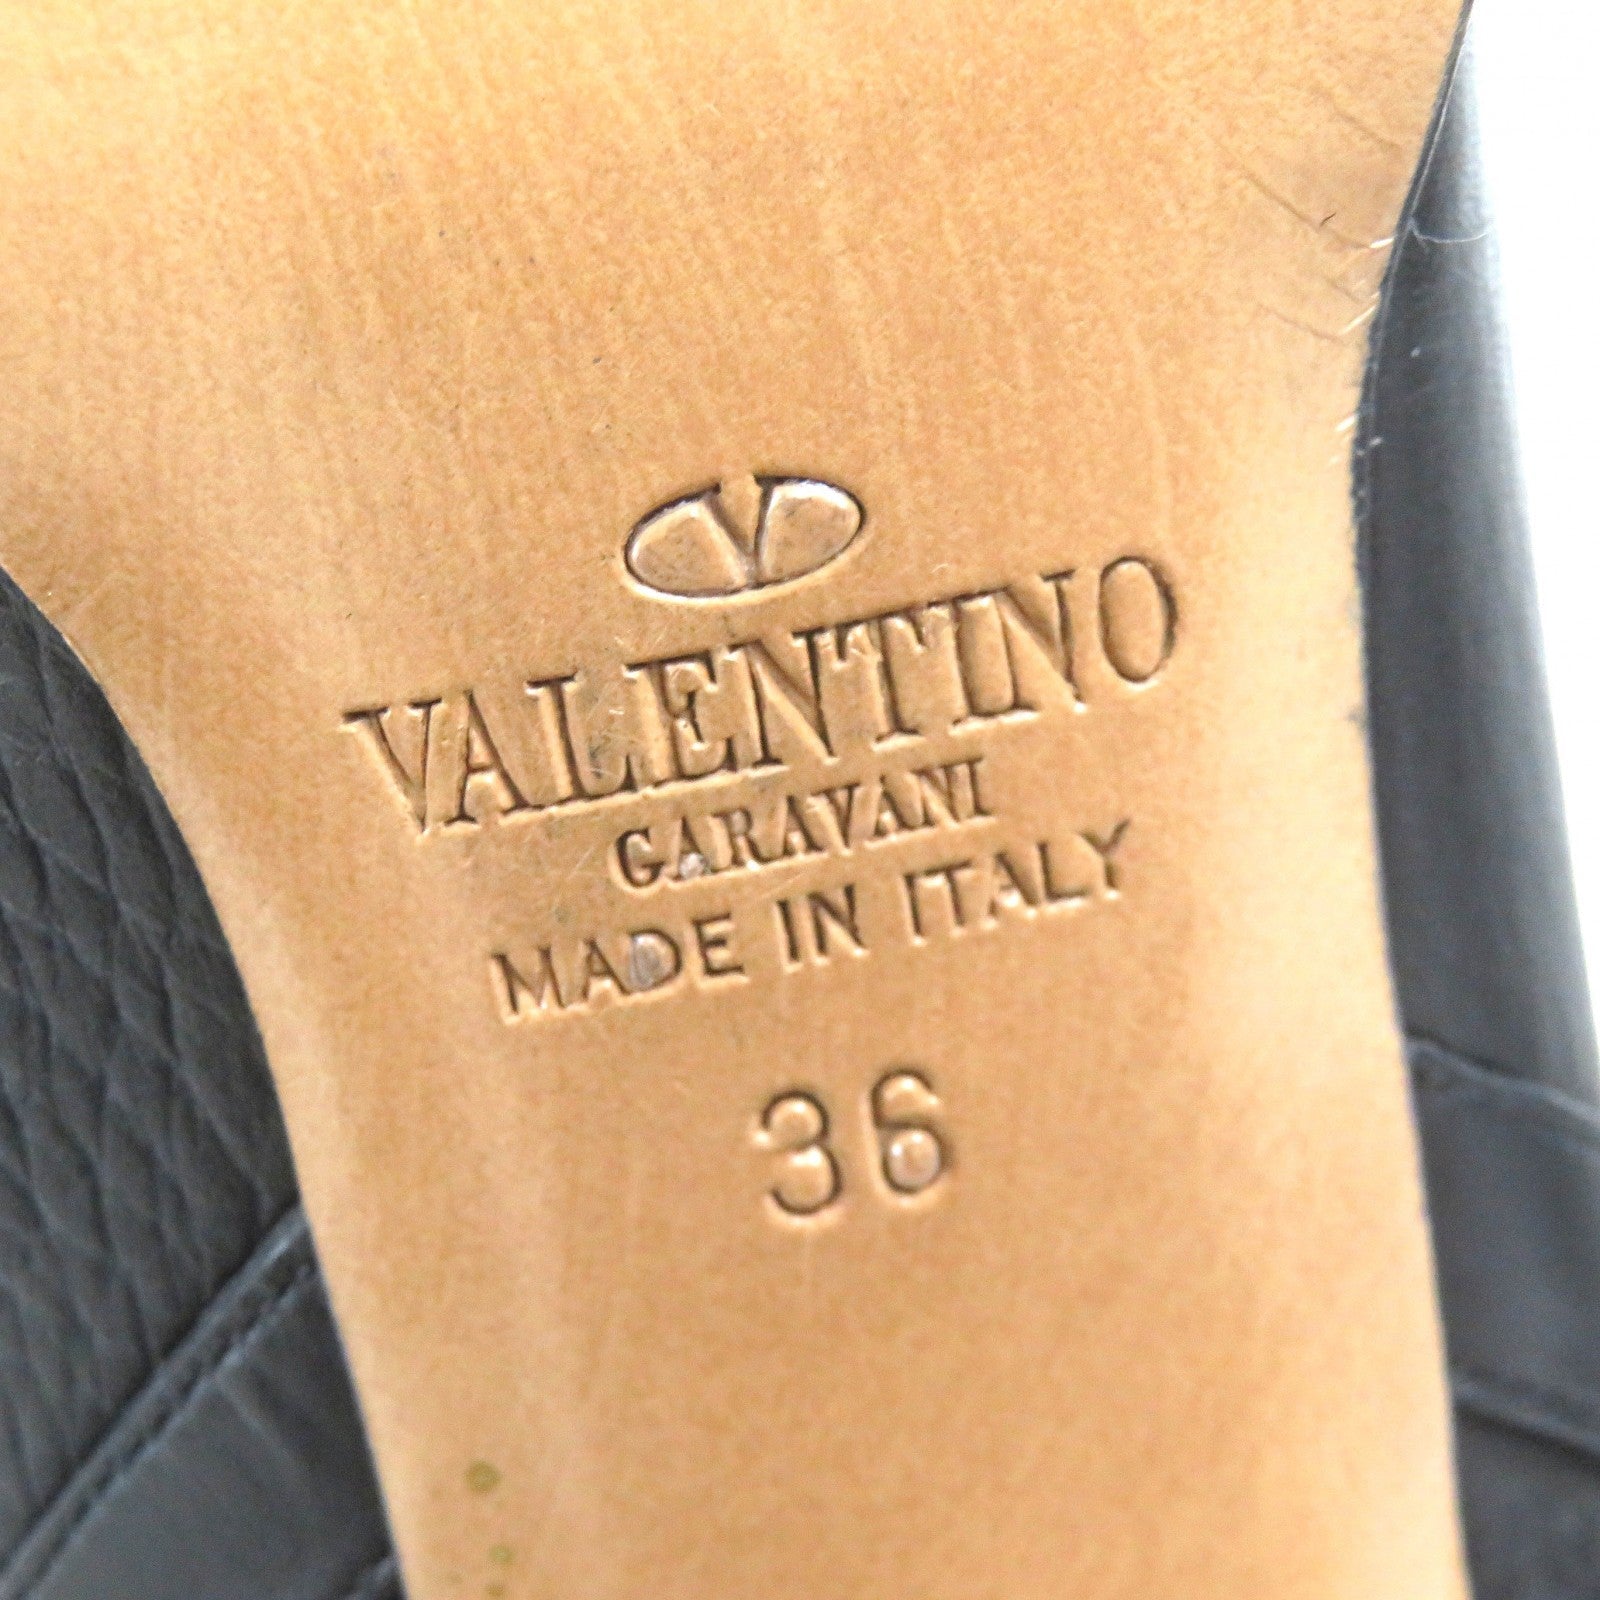 V
VALENTINO
GARAVANI
MADE IN ITALY
36